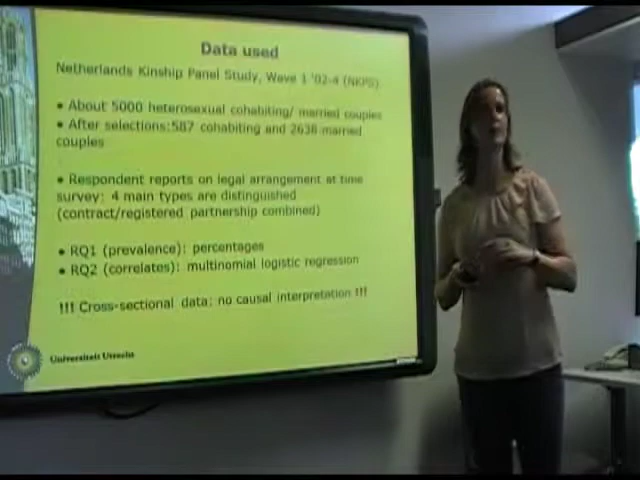 Data used
Netherlands Kinship Panel Study, Wave 1 '02-4 (NKPS)
• About 5000 heterosexual cohabiting/ married couples
• After selections:587 cohabiting and 2636 married
couples
• Respondent reports on legal arrangement at time
survey: 4 main types are distinguished
(contract/registered partnership combined)
• RQ1 (prevalence): percentages
• RQ2 (correlates): multinomial logistic regression
!!! Cross-sectional data; no causal interpretation !!!
Universiteit Utrecht